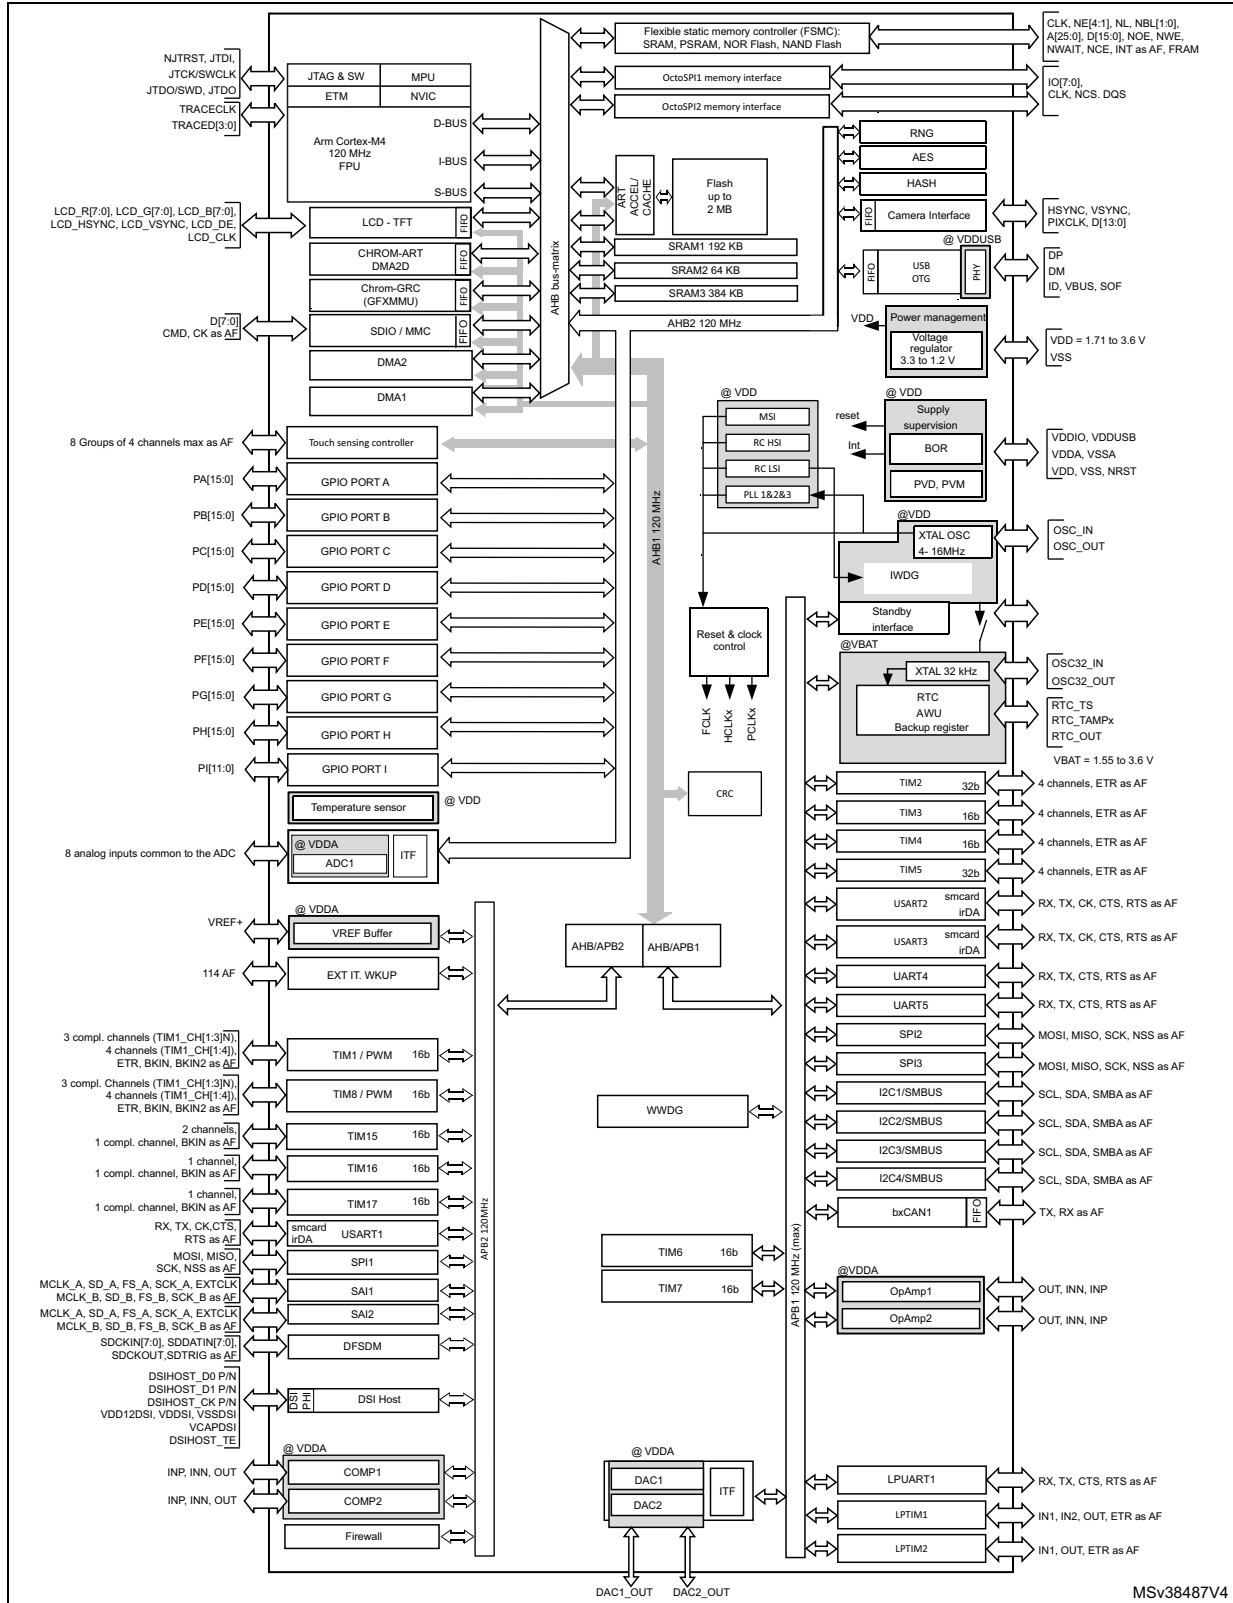 Flexible static memory controller (FSMC):
SRAM, PSRAM, NOR Flash, NAND Flash
CLK, NE[4:1], NL, NBL[1:0],
A[25:0], D[15:0], NOE, NWE,
NWAIT, NCE, INT as AF, FRAM
NJTRST, JTDI,
JTCK/SWCLK
JTDO/SWD, JTDO
TRACECLK
TRACED[3:0]
JTAG & SW
MPU
ETM
NVIC
Arm Cortex-M4
120 MHz
FPU
D-BUS
I-BUS
S-BUS
OctoSPI1 memory interface
OctoSPI2 memory interface
IO[7:0],
CLK, NCS. DQS
RNG
AES
HASH
FIFO
Camera Interface
HSYNC, VSYNC,
PIXCLK, D[13:0]
ART
ACCEL/
CACHE
Flash
up to
2 MB
SRAM1 192 KB
SRAM2 64 KB
SRAM3 384 KB
AHB bus-matrix
AHB2 120 MHz
@ VDDUSB
FIFO
USB
OTG
PHY
DP
DM
ID, VBUS, SOF
LCD_R[7:0], LCD_G[7:0], LCD_B[7:0],
LCD_HSYNC, LCD_VSYNC, LCD_DE,
LCD_CLK
LCD - TFT
FIFO
CHROM-ART
DMA2D
FIFO
Chrom-GRC
(GFXMMU)
FIFO
D[7:0]
CMD, CK as AF
SDIO / MMC
FIFO
DMA2
DMA1
VDD
Power management
Voltage
regulator
3.3 to 1.2 V
VDD = 1.71 to 3.6 V
VSS
@ VDD
MSI
RC HSI
RC LSI
PLL 1&2&3
@ VDD
reset
Int
Supply
supervision
BOR
PVD, PVM
VDDIO, VDDUSB
VDDA, VSSA
VDD, VSS, NRST
8 Groups of 4 channels max as AF
Touch sensing controller
PA[15:0]
GPIO PORT A
PB[15:0]
GPIO PORT B
PC[15:0]
GPIO PORT C
PD[15:0]
GPIO PORT D
PE[15:0]
GPIO PORT E
PF[15:0]
GPIO PORT F
PG[15:0]
GPIO PORT G
PH[15:0]
GPIO PORT H
PI[11:0]
GPIO PORT I
AHB1 120 MHz
@VDD
XTAL OSC
4- 16MHz
IWDG
OSC_IN
OSC_OUT
Standby
interface
Reset & clock
control
FCLK
HCLKx
PCLKx
@VBAT
XTAL 32 kHz
RTC
AWU
Backup register
OSC32_IN
OSC32_OUT
RTC_TS
RTC_TAMPx
RTC_OUT
VBAT = 1.55 to 3.6 V
CRC
Temperature sensor
@ VDD
8 analog inputs common to the ADC
@ VDDA
ADC1
ITF
TIM2
32b
4 channels, ETR as AF
TIM3
16b
4 channels, ETR as AF
TIM4
16b
4 channels, ETR as AF
TIM5
32b
4 channels, ETR as AF
USART2
smcard
irDA
RX, TX, CK, CTS, RTS as AF
USART3
smcard
irDA
RX, TX, CK, CTS, RTS as AF
UART4
RX, TX, CTS, RTS as AF
UART5
RX, TX, CTS, RTS as AF
SPI2
MOSI, MISO, SCK, NSS as AF
SPI3
MOSI, MISO, SCK, NSS as AF
I2C1/SMBUS
SCL, SDA, SMBA as AF
I2C2/SMBUS
SCL, SDA, SMBA as AF
I2C3/SMBUS
SCL, SDA, SMBA as AF
I2C4/SMBUS
SCL, SDA, SMBA as AF
bxCAN1
FIFO
TX, RX as AF
VREF+
@ VDDA
VREF Buffer
114 AF
EXT IT. WKUP
AHB/APB2
AHB/APB1
3 compl. channels (TIM1_CH[1:3]N),
4 channels (TIM1_CH[1:4]),
ETR, BKIN, BKIN2 as AF
TIM1 / PWM
16b
3 compl. Channels (TIM1_CH[1:3]N),
4 channels (TIM1_CH[1:4]),
ETR, BKIN, BKIN2 as AF
TIM8 / PWM
16b
2 channels,
1 compl. channel, BKIN as AF
TIM15
16b
1 channel,
1 compl. channel, BKIN as AF
TIM16
16b
1 channel,
1 compl. channel, BKIN as AF
TIM17
16b
RX, TX, CK,CTS,
RTS as AF
smcard
irDA
USART1
MOSI, MISO,
SCK, NSS as AF
SPI1
MCLK_A, SD_A, FS_A, SCK_A, EXTCLK
MCLK_B, SD_B, FS_B, SCK_B as AF
SAI1
MCLK_A, SD_A, FS_A, SCK_A, EXTCLK
MCLK_B, SD_B, FS_B, SCK_B as AF
SAI2
SDCKIN[7:0], SDDATIN[7:0],
SDCKOUT,SDTRIG as AF
DFSDM
DSIHOST_D0 P/N
DSIHOST_D1 P/N
DSIHOST_CK P/N
VDD12DSI, VDDSI, VSSDSI
VCAPDSI
DSIHOST_TE
DSI
PHI
DSI Host
APB2 120MHz
WWDG
TIM6
16b
TIM7
16b
APB1 120 MHz (max)
@VDDA
OpAmp1
OUT, INN, INP
OpAmp2
OUT, INN, INP
@ VDDA
INP, INN, OUT
COMP1
INP, INN, OUT
COMP2
Firewall
@ VDDA
DAC1
DAC2
ITF
DAC1_OUT
DAC2_OUT
LPUART1
RX, TX, CTS, RTS as AF
LPTIM1
IN1, IN2, OUT, ETR as AF
LPTIM2
IN1, OUT, ETR as AF
MSv38487V4